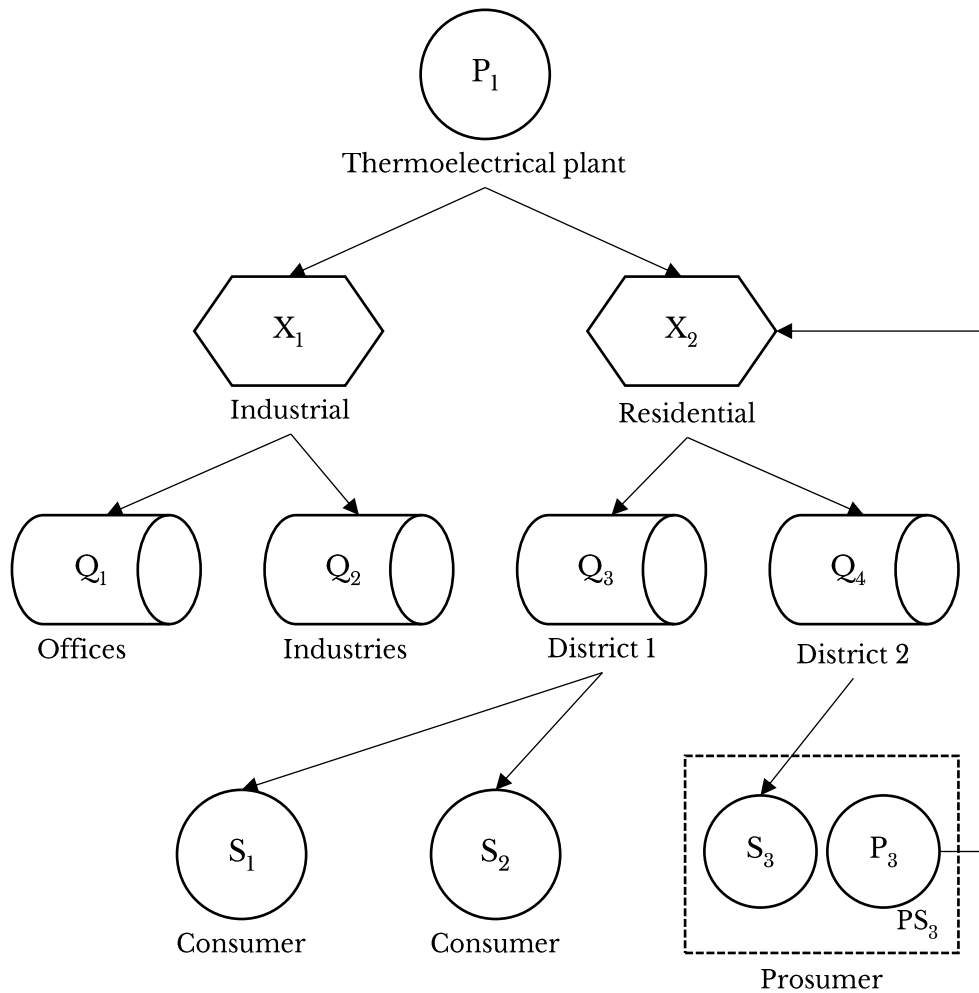 P₁
Thermoelectrical plant
X₁
X₂
Industrial
Residential
Q₁
Q₂
Q₃
Q₄
Offices
Industries
District 1
District 2
S₁
S₂
S₃
P₃
PS₃
Consumer
Consumer
Prosumer